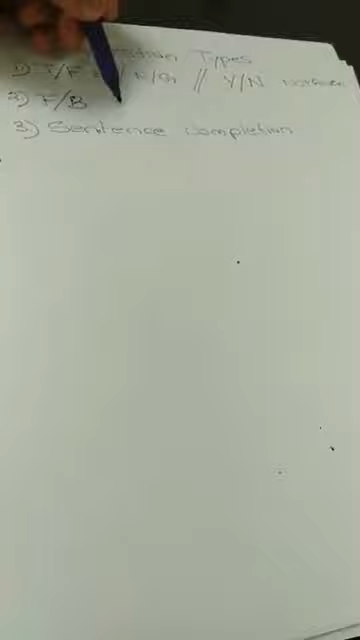 Types
1) T/F N/G // Y/N
2) F/B
3) Sentence completion